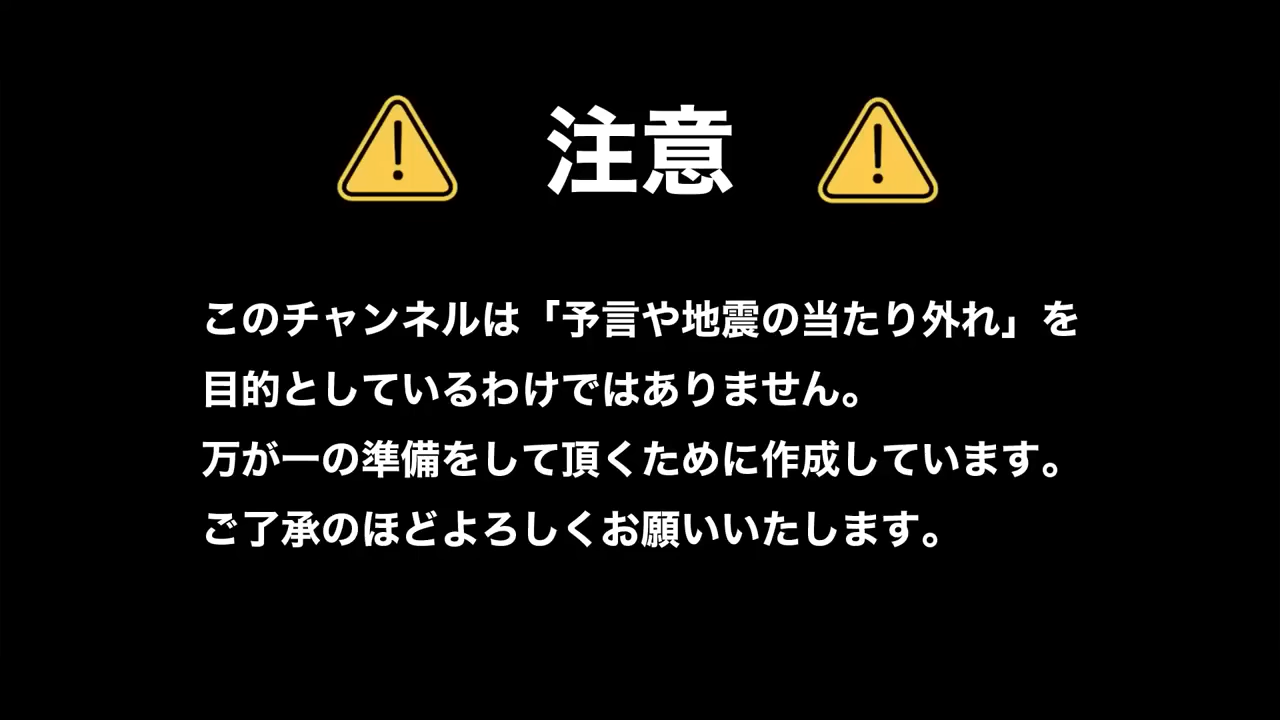 注意
このチャンネルは「予言や地震の当たり外れ」を
目的としているわけではありません。
万が一の準備をして頂くために作成しています。
ご了承のほどよろしくお願いいたします。